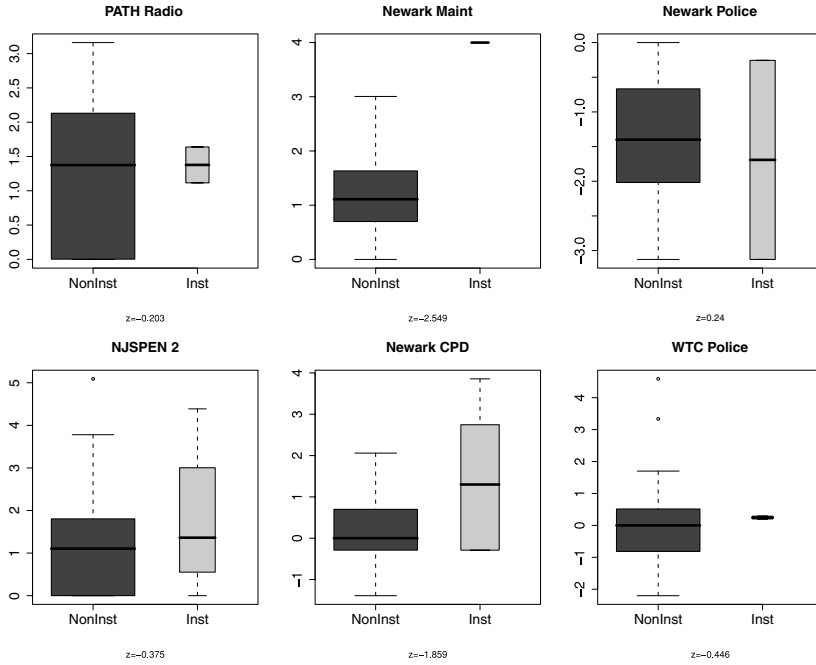 PATH Radio
0.0 0.5 1.0 1.5 2.0 2.5 3.0
NonInst Inst
z=−0.203
Newark Maint
0 1 2 3 4
NonInst Inst
z=−2.549
Newark Police
−3.0 −2.0 −1.0 0.0
NonInst Inst
z=0.24
NJSPEN 2
0 1 2 3 4 5
NonInst Inst
z=−0.375
Newark CPD
−1 0 1 2 3 4
NonInst Inst
z=−1.859
WTC Police
−2 −1 0 1 2 3 4
NonInst Inst
z=−0.446